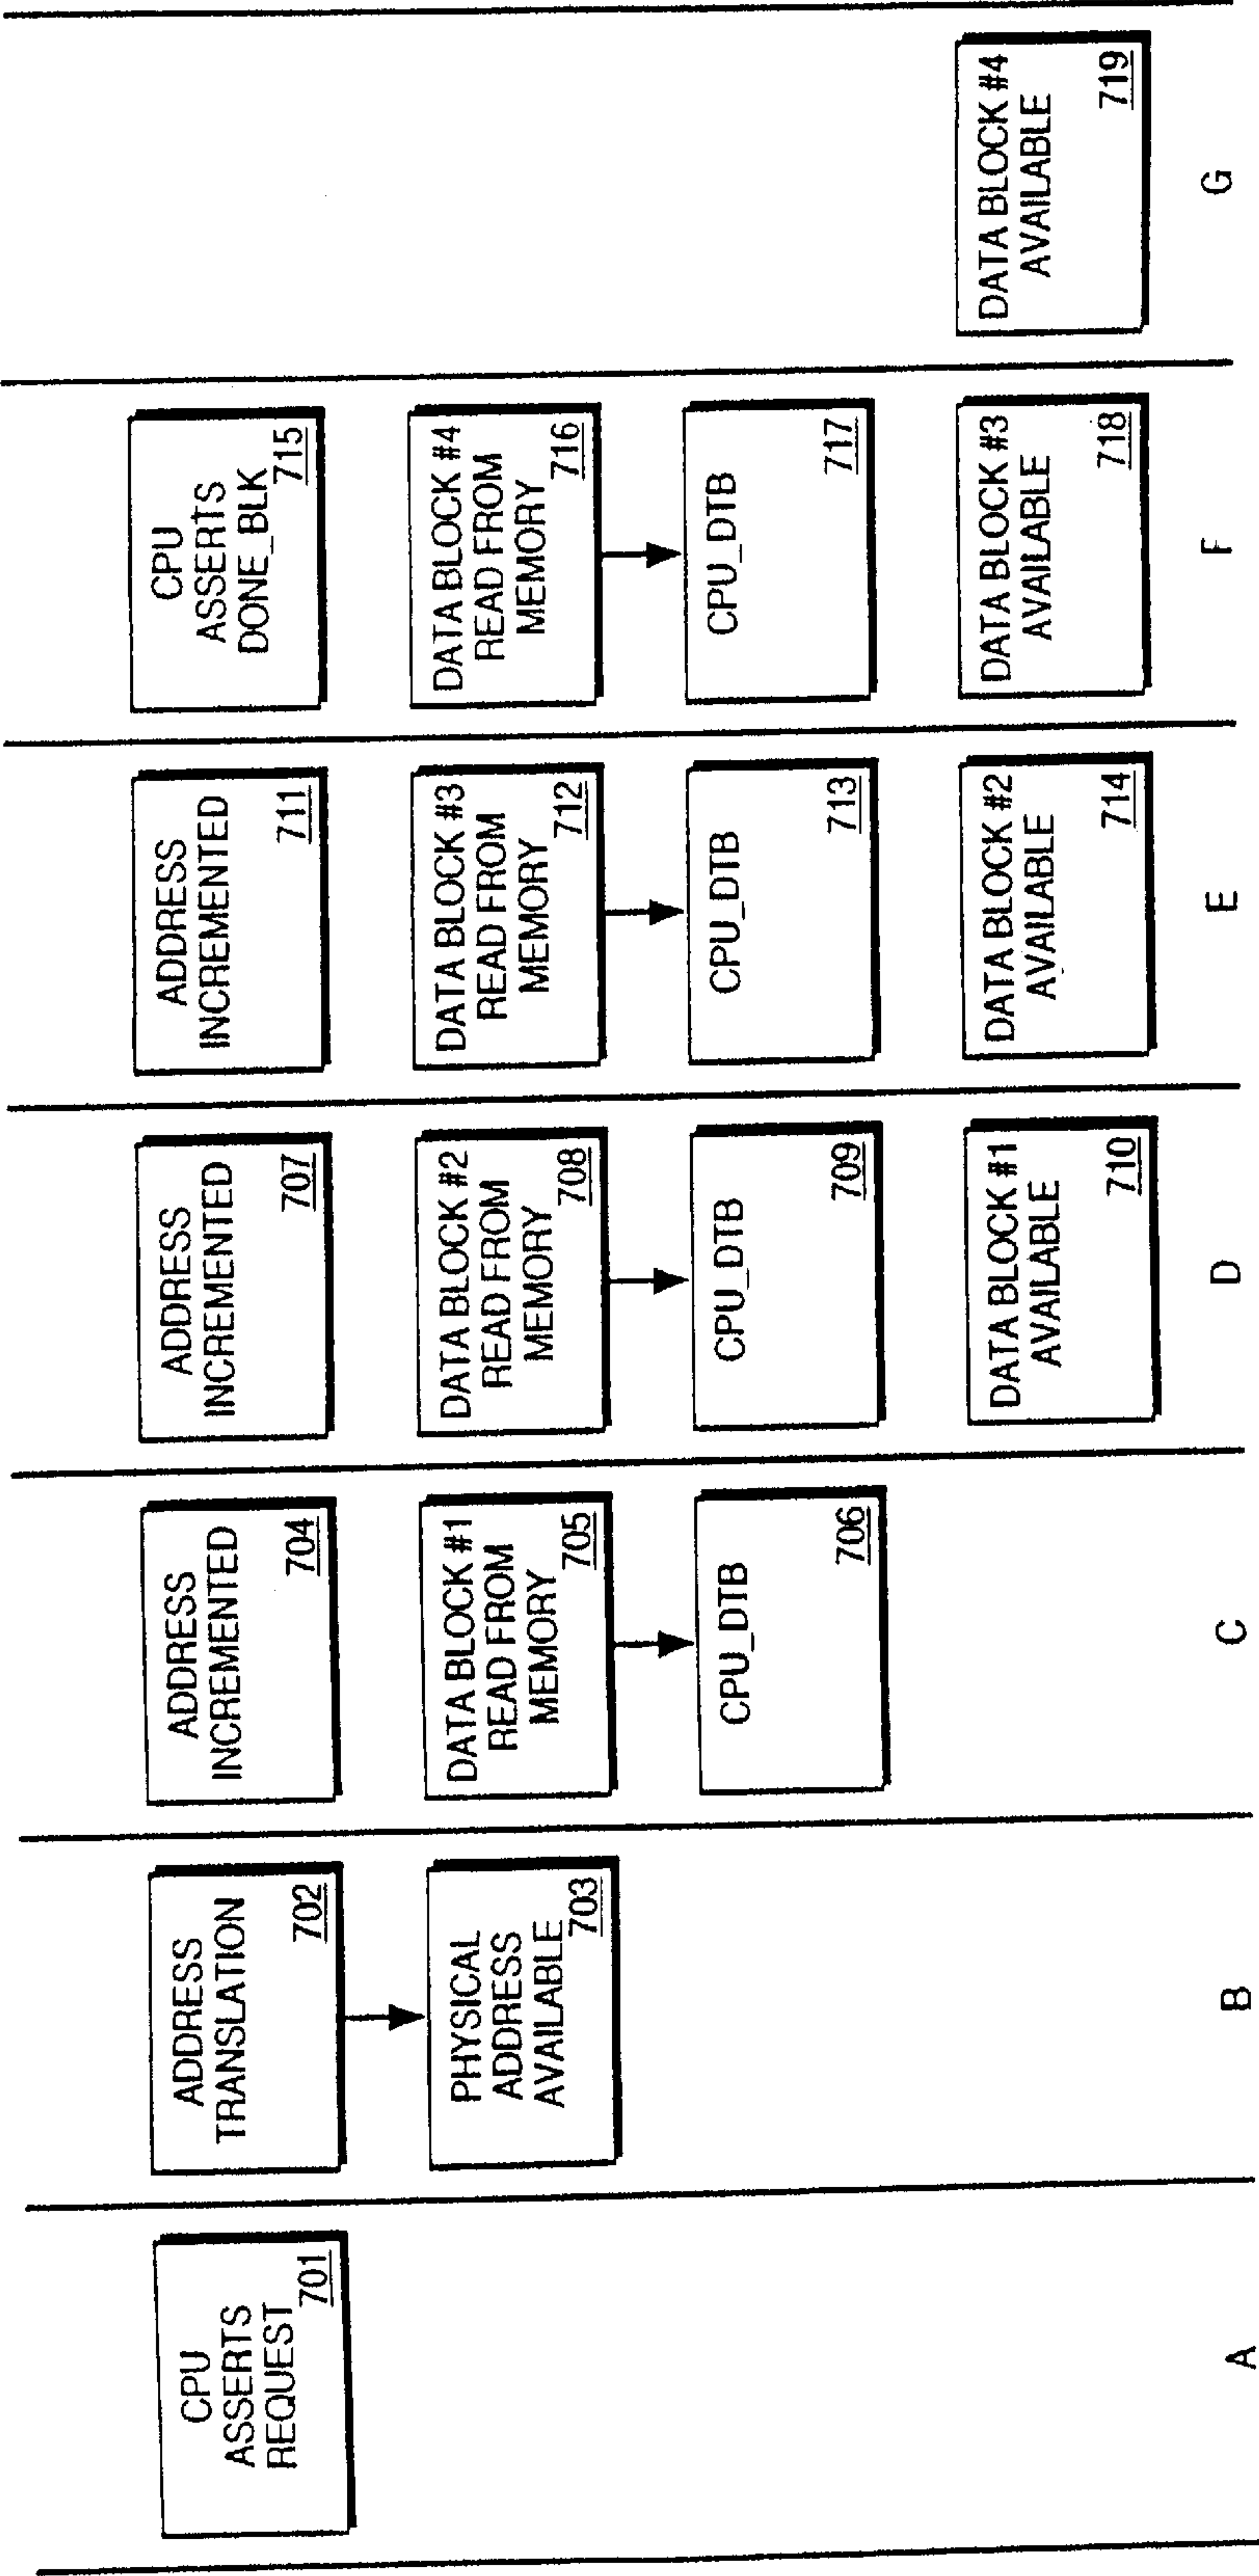 CPU
ASSERTS
REQUEST
701
A
ADDRESS
TRANSLATION
702
PHYSICAL
ADDRESS
AVAILABLE
703
B
ADDRESS
INCREMENTED
704
DATA BLOCK #1
READ FROM
MEMORY
705
CPU_DTB
706
C
ADDRESS
INCREMENTED
707
DATA BLOCK #2
READ FROM
MEMORY
708
CPU_DTB
709
DATA BLOCK #1
AVAILABLE
710
D
ADDRESS
INCREMENTED
711
DATA BLOCK #3
READ FROM
MEMORY
712
CPU_DTB
713
DATA BLOCK #2
AVAILABLE
714
E
CPU
ASSERTS
DONE_BLK
715
DATA BLOCK #4
READ FROM
MEMORY
716
CPU_DTB
717
DATA BLOCK #3
AVAILABLE
718
F
DATA BLOCK #4
AVAILABLE
719
G